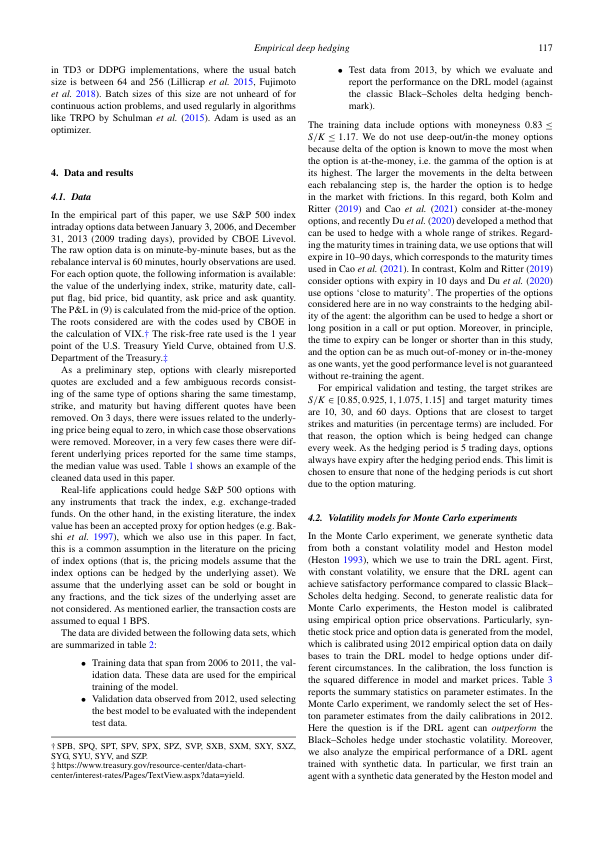 Empirical deep hedging
117
in TD3 or DDPG implementations, where the usual batch
size is between 64 and 256 (Lillicrap et al. 2015, Fujimoto
et al. 2018). Batch sizes of this size are not unheard of for
continuous action problems, and used regularly in algorithms
like TRPO by Schulman et al. (2015). Adam is used as an
optimizer.
4. Data and results
4.1. Data
In the empirical part of this paper, we use S&P 500 index
intraday options data between January 3, 2006, and December
31, 2013 (2009 trading days), provided by CBOE Livevol.
The raw option data is on minute-by-minute basis, but as the
rebalance interval is 60 minutes, hourly observations are used.
For each option quote, the following information is available:
the value of the underlying index, strike, maturity date, call-
put flag, bid price, bid quantity, ask price and ask quantity.
The P&L in (9) is calculated from the mid-price of the option.
The roots considered are with the codes used by CBOE in
the calculation of VIX.† The risk-free rate used is the 1 year
point of the U.S. Treasury Yield Curve, obtained from U.S.
Department of the Treasury.‡
As a preliminary step, options with clearly misreported
quotes are excluded and a few ambiguous records consist-
ing of the same type of options sharing the same timestamp,
strike, and maturity but having different quotes have been
removed. On 3 days, there were issues related to the underly-
ing price being equal to zero, in which case those observations
were removed. Moreover, in a very few cases there were dif-
ferent underlying prices reported for the same time stamps,
the median value was used. Table 1 shows an example of the
cleaned data used in this paper.
Real-life applications could hedge S&P 500 options with
any instruments that track the index, e.g. exchange-traded
funds. On the other hand, in the existing literature, the index
value has been an accepted proxy for option hedges (e.g. Bak-
shi et al. 1997), which we also use in this paper. In fact,
this is a common assumption in the literature on the pricing
of index options (that is, the pricing models assume that the
index options can be hedged by the underlying asset). We
assume that the underlying asset can be sold or bought in
any fractions, and the tick sizes of the underlying asset are
not considered. As mentioned earlier, the transaction costs are
assumed to equal 1 BPS.
The data are divided between the following data sets, which
are summarized in table 2:
• Training data that span from 2006 to 2011, the val-
idation data. These data are used for the empirical
training of the model.
• Validation data observed from 2012, used selecting
the best model to be evaluated with the independent
test data.
† SPB, SPQ, SPT, SPV, SPX, SPZ, SVP, SXB, SXM, SXY, SXZ,
SYG, SYU, SYV, and SZP.
‡ https://www.treasury.gov/resource-center/data-chart-
center/interest-rates/Pages/TextView.aspx?data=yield.
• Test data from 2013, by which we evaluate and
report the performance on the DRL model (against
the classic Black–Scholes delta hedging bench-
mark).
The training data include options with moneyness 0.83 ≤
S/K ≤ 1.17. We do not use deep-out/in-the money options
because delta of the option is known to move the most when
the option is at-the-money, i.e. the gamma of the option is at
its highest. The larger the movements in the delta between
each rebalancing step is, the harder the option is to hedge
in the market with frictions. In this regard, both Kolm and
Ritter (2019) and Cao et al. (2021) consider at-the-money
options, and recently Du et al. (2020) developed a method that
can be used to hedge with a whole range of strikes. Regard-
ing the maturity times in training data, we use options that will
expire in 10–90 days, which corresponds to the maturity times
used in Cao et al. (2021). In contrast, Kolm and Ritter (2019)
consider options with expiry in 10 days and Du et al. (2020)
use options ‘close to maturity’. The properties of the options
considered here are in no way constraints to the hedging abil-
ity of the agent: the algorithm can be used to hedge a short or
long position in a call or put option. Moreover, in principle,
the time to expiry can be longer or shorter than in this study,
and the option can be as much out-of-money or in-the-money
as one wants, yet the good performance level is not guaranteed
without re-training the agent.
For empirical validation and testing, the target strikes are
S/K ∈ [0.85, 0.925, 1, 1.075, 1.15] and target maturity times
are 10, 30, and 60 days. Options that are closest to target
strikes and maturities (in percentage terms) are included. For
that reason, the option which is being hedged can change
every week. As the hedging period is 5 trading days, options
always have expiry after the hedging period ends. This limit is
chosen to ensure that none of the hedging periods is cut short
due to the option maturing.
4.2. Volatility models for Monte Carlo experiments
In the Monte Carlo experiment, we generate synthetic data
from both a constant volatility model and Heston model
(Heston 1993), which we use to train the DRL agent. First,
with constant volatility, we ensure that the DRL agent can
achieve satisfactory performance compared to classic Black–
Scholes delta hedging. Second, to generate realistic data for
Monte Carlo experiments, the Heston model is calibrated
using empirical option price observations. Particularly, syn-
thetic stock price and option data is generated from the model,
which is calibrated using 2012 empirical option data on daily
bases to train the DRL model to hedge options under dif-
ferent circumstances. In the calibration, the loss function is
the squared difference in model and market prices. Table 3
reports the summary statistics on parameter estimates. In the
Monte Carlo experiment, we randomly select the set of Hes-
ton parameter estimates from the daily calibrations in 2012.
Here the question is if the DRL agent can outperform the
Black–Scholes hedge under stochastic volatility. Moreover,
we also analyze the empirical performance of a DRL agent
trained with synthetic data. In particular, we first train an
agent with a synthetic data generated by the Heston model and